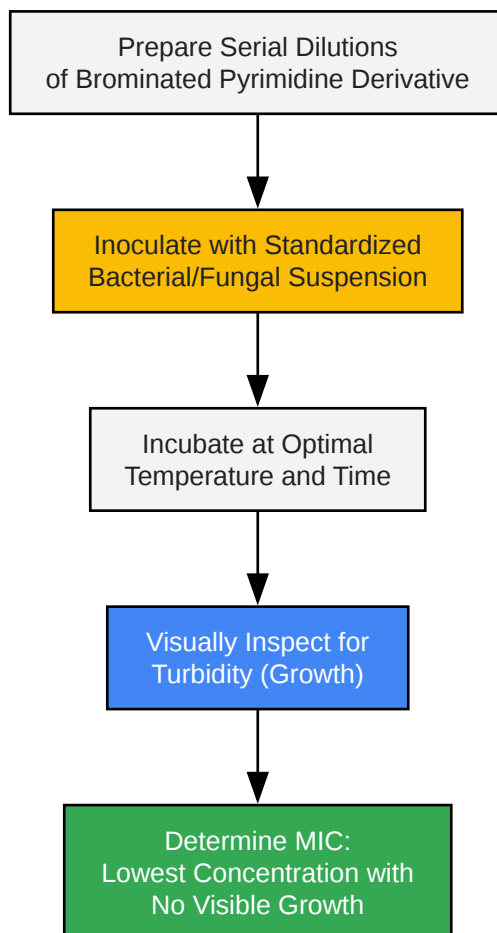 Prepare Serial Dilutions
of Brominated Pyrimidine Derivative
Inoculate with Standardized
Bacterial/Fungal Suspension
Incubate at Optimal
Temperature and Time
Visually Inspect for
Turbidity (Growth)
Determine MIC:
Lowest Concentration with
No Visible Growth